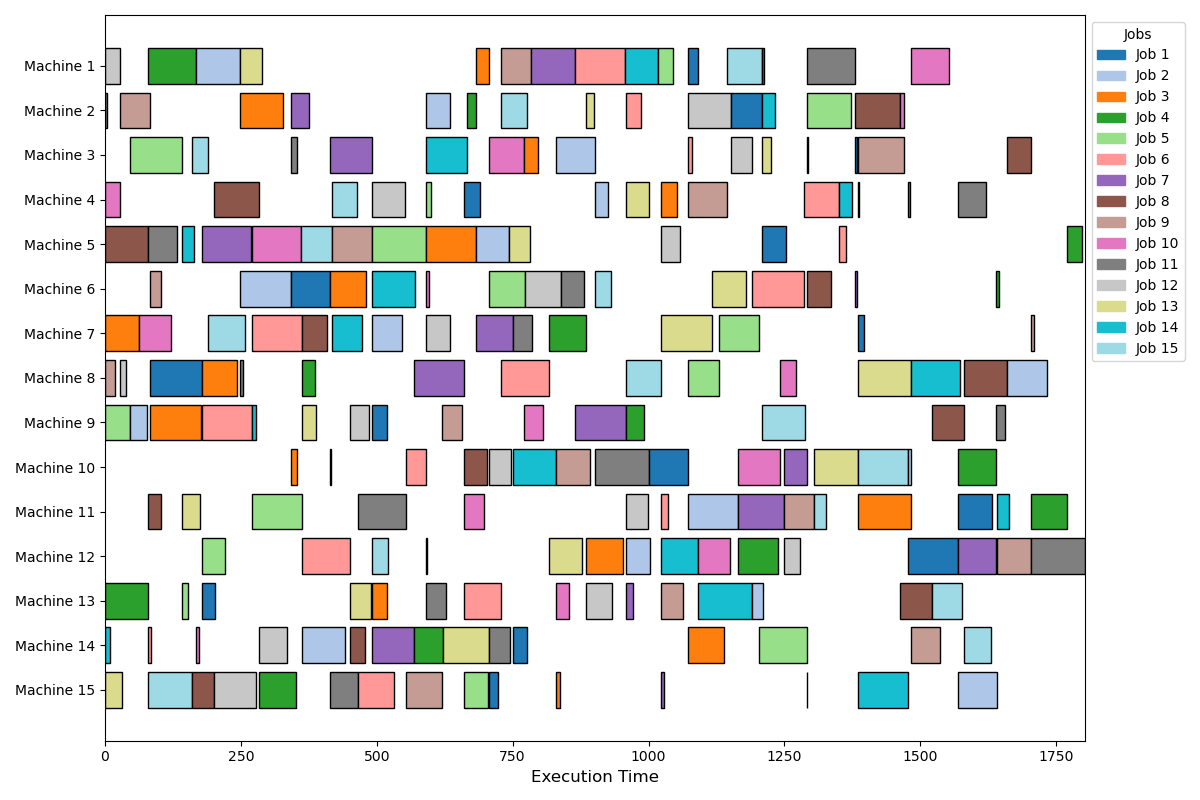 Machine 1
Machine 2
Machine 3
Machine 4
Machine 5
Machine 6
Machine 7
Machine 8
Machine 9
Machine 10
Machine 11
Machine 12
Machine 13
Machine 14
Machine 15
0 250 500 750 1000 1250 1500 1750
Execution Time
Jobs
Job 1
Job 2
Job 3
Job 4
Job 5
Job 6
Job 7
Job 8
Job 9
Job 10
Job 11
Job 12
Job 13
Job 14
Job 15